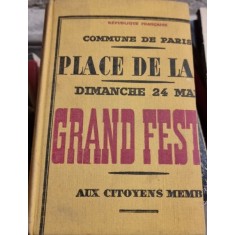 RÉPUBLIQUE FRANÇAISE
COMMUNE DE PARIS
PLACE DE LA
DIMANCHE 24 MA
GRAND FEST
AUX CITOYENS MEMB